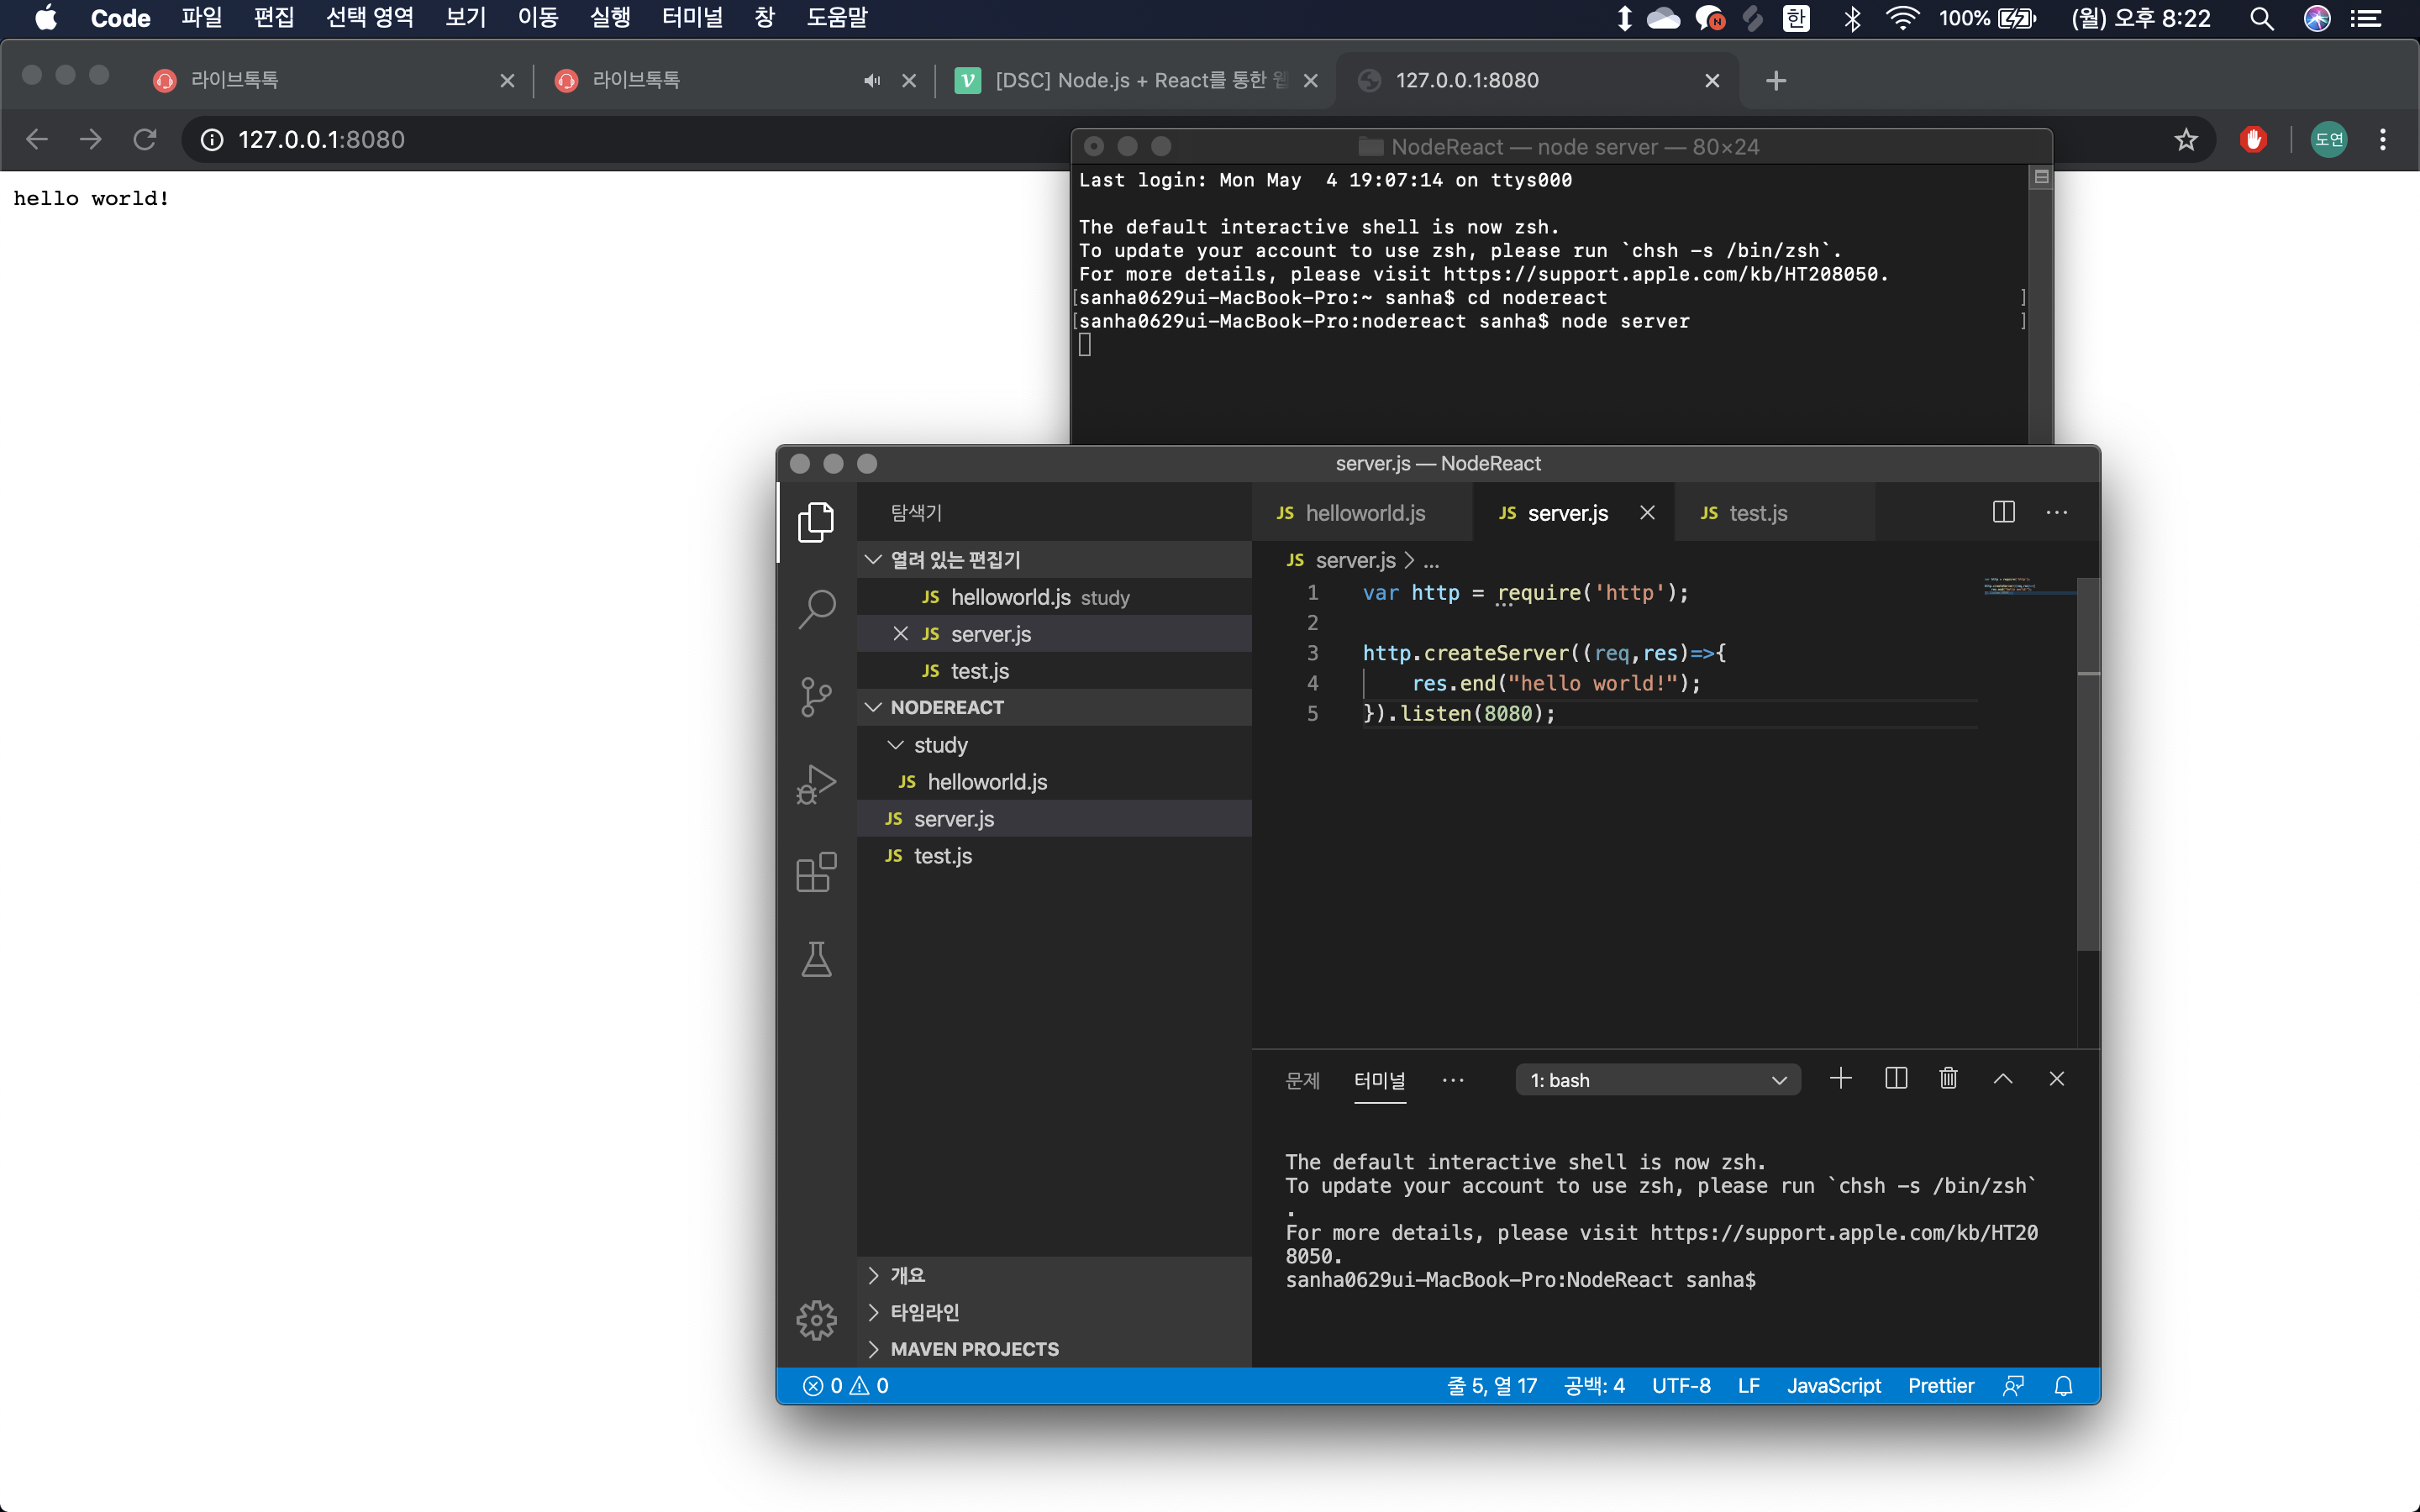 Code 파일 편집 선택 영역 보기 이동 실행 터미널 창 도움말 N 한 100% (월) 오후 8:22
라이브톡톡
라이브톡톡
[DSC] Node.js + React를 통한 웹
127.0.0.1:8080
127.0.0.1:8080
도연
hello world!
NodeReact — node server — 80×24
Last login: Mon May  4 19:07:14 on ttys000
The default interactive shell is now zsh.
To update your account to use zsh, please run `chsh -s /bin/zsh`.
For more details, please visit https://support.apple.com/kb/HT208050.
[sanha0629ui-MacBook-Pro:~ sanha$ cd nodereact ]
[sanha0629ui-MacBook-Pro:nodereact sanha$ node server ]
server.js — NodeReact
탐색기
열려 있는 편집기
JS helloworld.js study
JS server.js
JS test.js
NODEREACT
study
JS helloworld.js
JS server.js
JS test.js
개요
타임라인
MAVEN PROJECTS
JS helloworld.js
JS server.js
JS test.js
JS server.js > ...
1 var http = require('http');
2
3 http.createServer((req,res)=>{
4 res.end("hello world!");
5 }).listen(8080);
문제 터미널 ··· 1: bash
The default interactive shell is now zsh.
To update your account to use zsh, please run `chsh -s /bin/zsh`
.
For more details, please visit https://support.apple.com/kb/HT20
8050.
sanha0629ui-MacBook-Pro:NodeReact sanha$
0 0 줄 5, 열 17 공백: 4 UTF-8 LF JavaScript Prettier